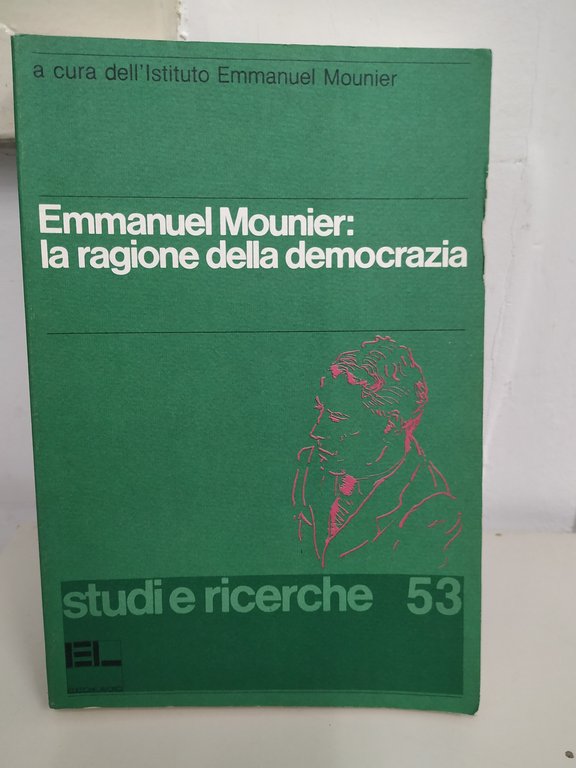 a cura dell'Istituto Emmanuel Mounier
Emmanuel Mounier:
la ragione della democrazia
studi e ricerche 53
EL